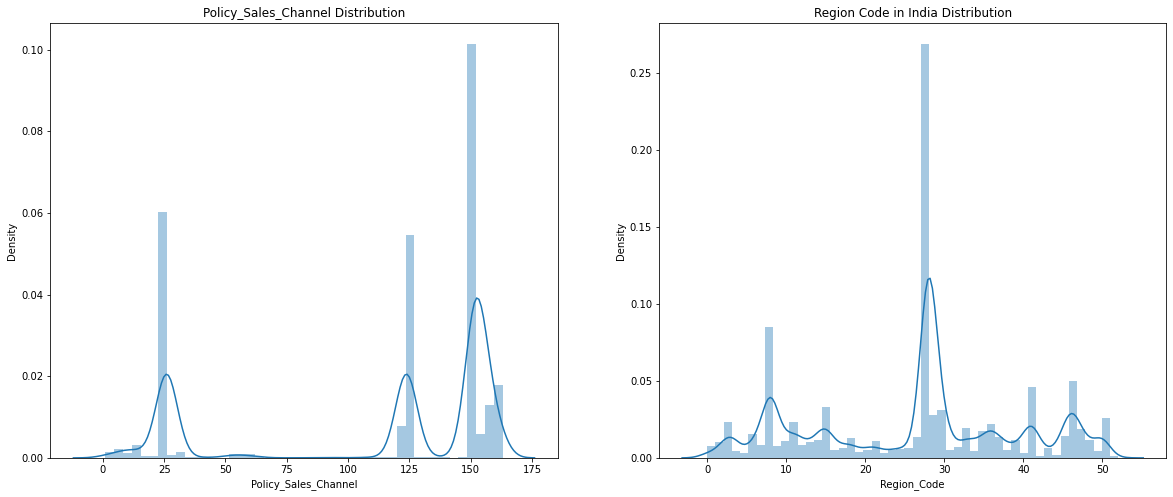 Policy_Sales_Channel Distribution
0.10
0.08
0.06
0.04
0.02
0.00
Density
0 25 50 75 100 125 150 175
Policy_Sales_Channel
Region Code in India Distribution
0.25
0.20
0.15
0.10
0.05
0.00
Density
0 10 20 30 40 50
Region_Code